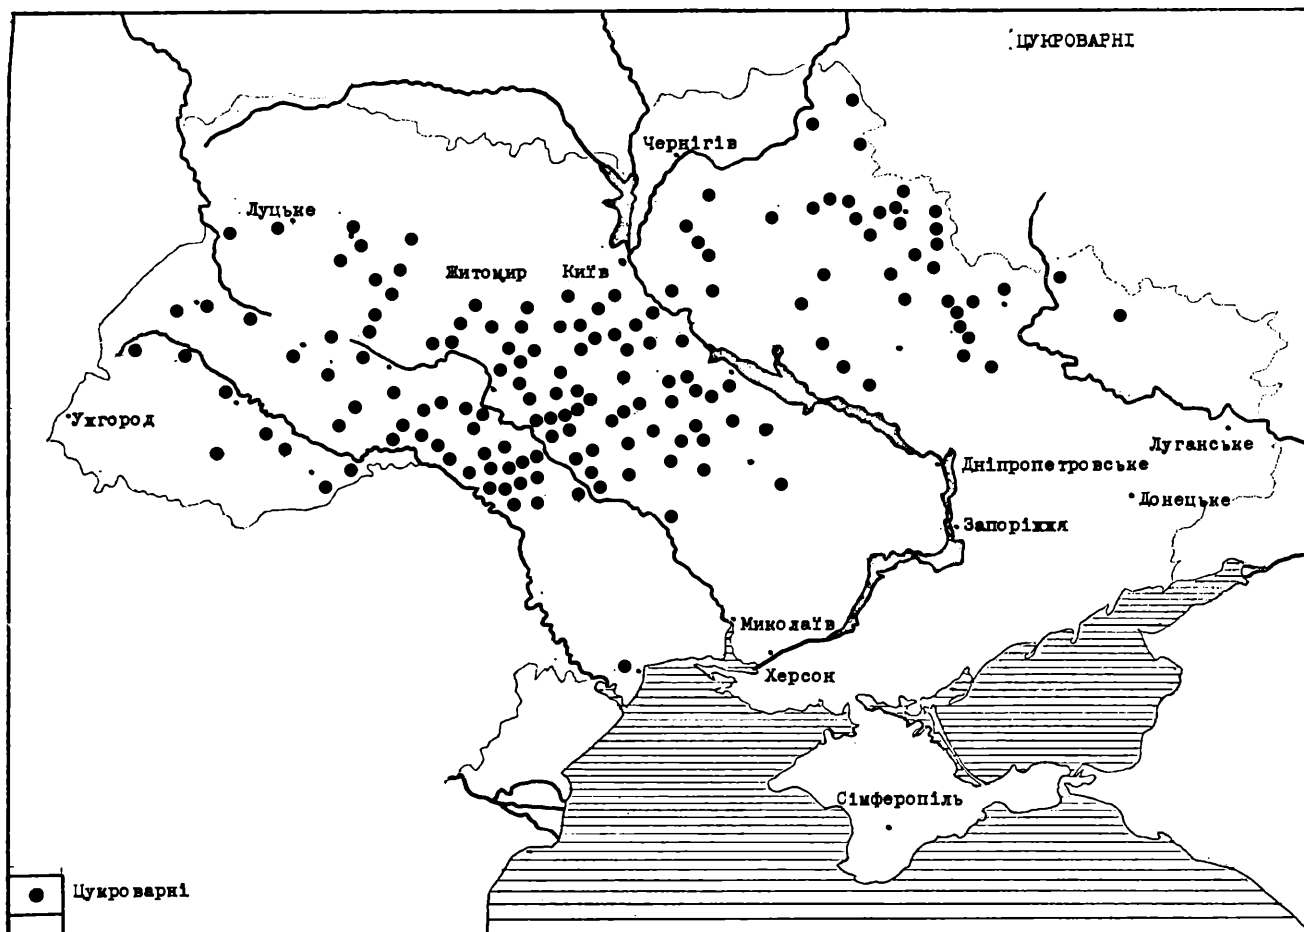 ЦУКРОВАРНІ
Чернігів
Луцьке
Житомир
Київ
Ужгород
Луганське
Дніпропетровське
Донецьке
Запоріжжя
Миколаїв
Херсон
Сімферопіль
Цукроварні